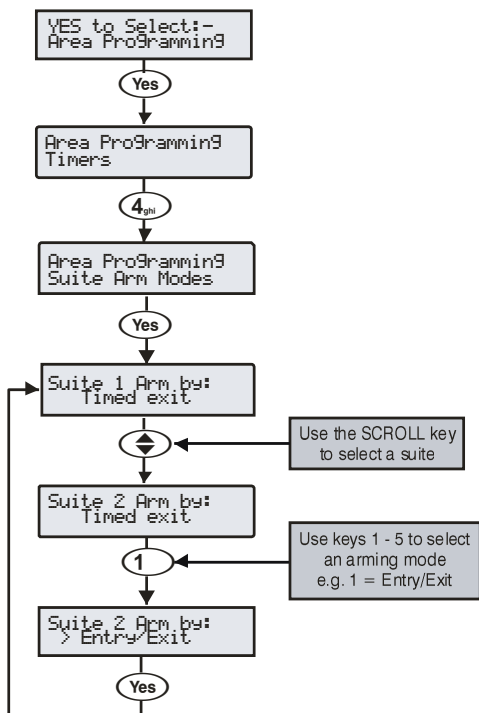 YES to Select:-
Area Programming
Yes
Area Programming
Timers
4ghi
Area Programming
Suite Arm Modes
Yes
Suite 1 Arm by:
Timed exit
Use the SCROLL key
to select a suite
Suite 2 Arm by:
Timed exit
Use keys 1 - 5 to select
an arming mode
e.g. 1 = Entry/Exit
1
Suite 2 Arm by:
> Entry/Exit
Yes